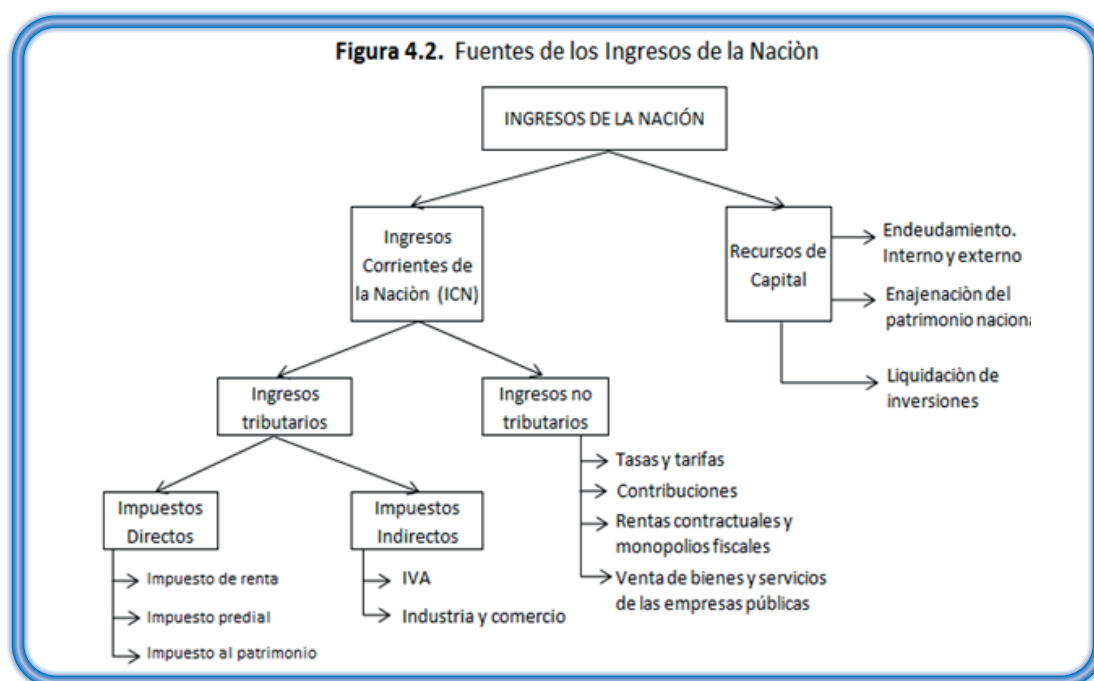 Figura 4.2. Fuentes de los Ingresos de la Naciòn
INGRESOS DE LA NACIÓN
Ingresos
Corrientes de
la Naciòn (ICN)
Recursos de
Capital
Endeudamiento.
Interno y externo
Enajenaciòn del
patrimonio naciona
Liquidaciòn de
inversiones
Ingresos
tributarios
Ingresos no
tributarios
Tasas y tarifas
Contribuciones
Rentas contractuales y
monopolios fiscales
Venta de bienes y servicios
de las empresas públicas
Impuestos
Directos
Impuesto de renta
Impuesto predial
Impuesto al patrimonio
Impuestos
Indirectos
IVA
Industria y comercio